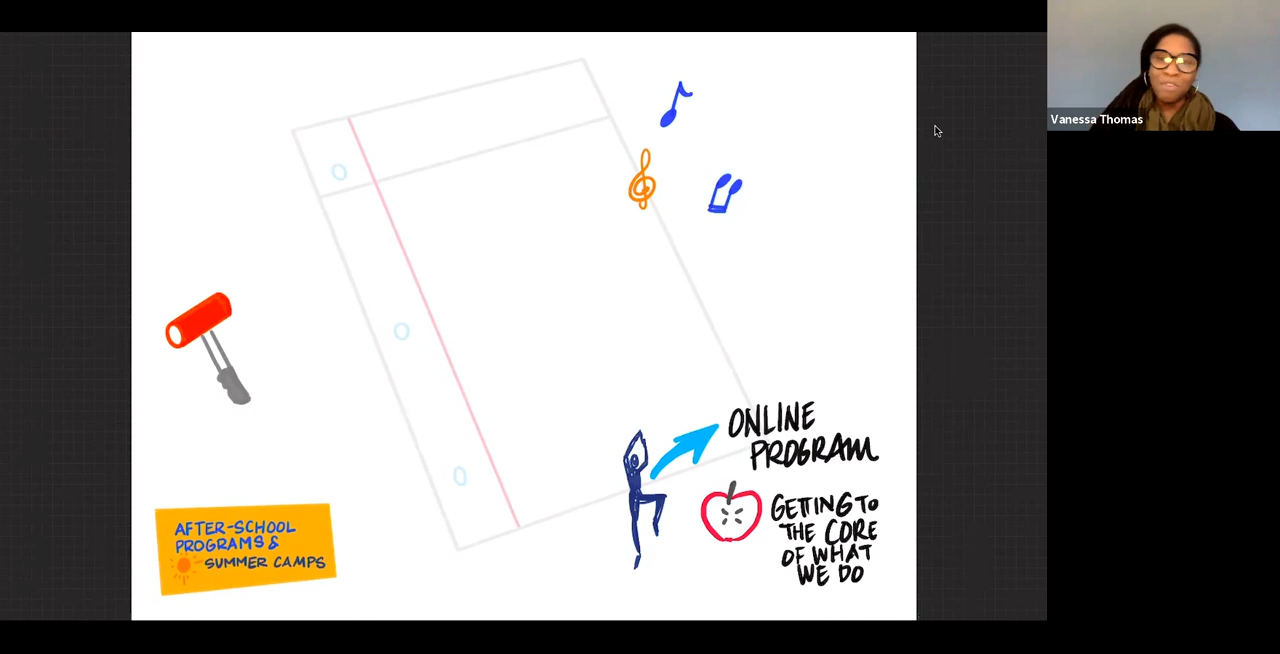 Vanessa Thomas
ONLINE
PROGRAM
GETTING TO
THE CORE
OF WHAT
WE DO
AFTER-SCHOOL
PROGRAMS &
SUMMER CAMPS